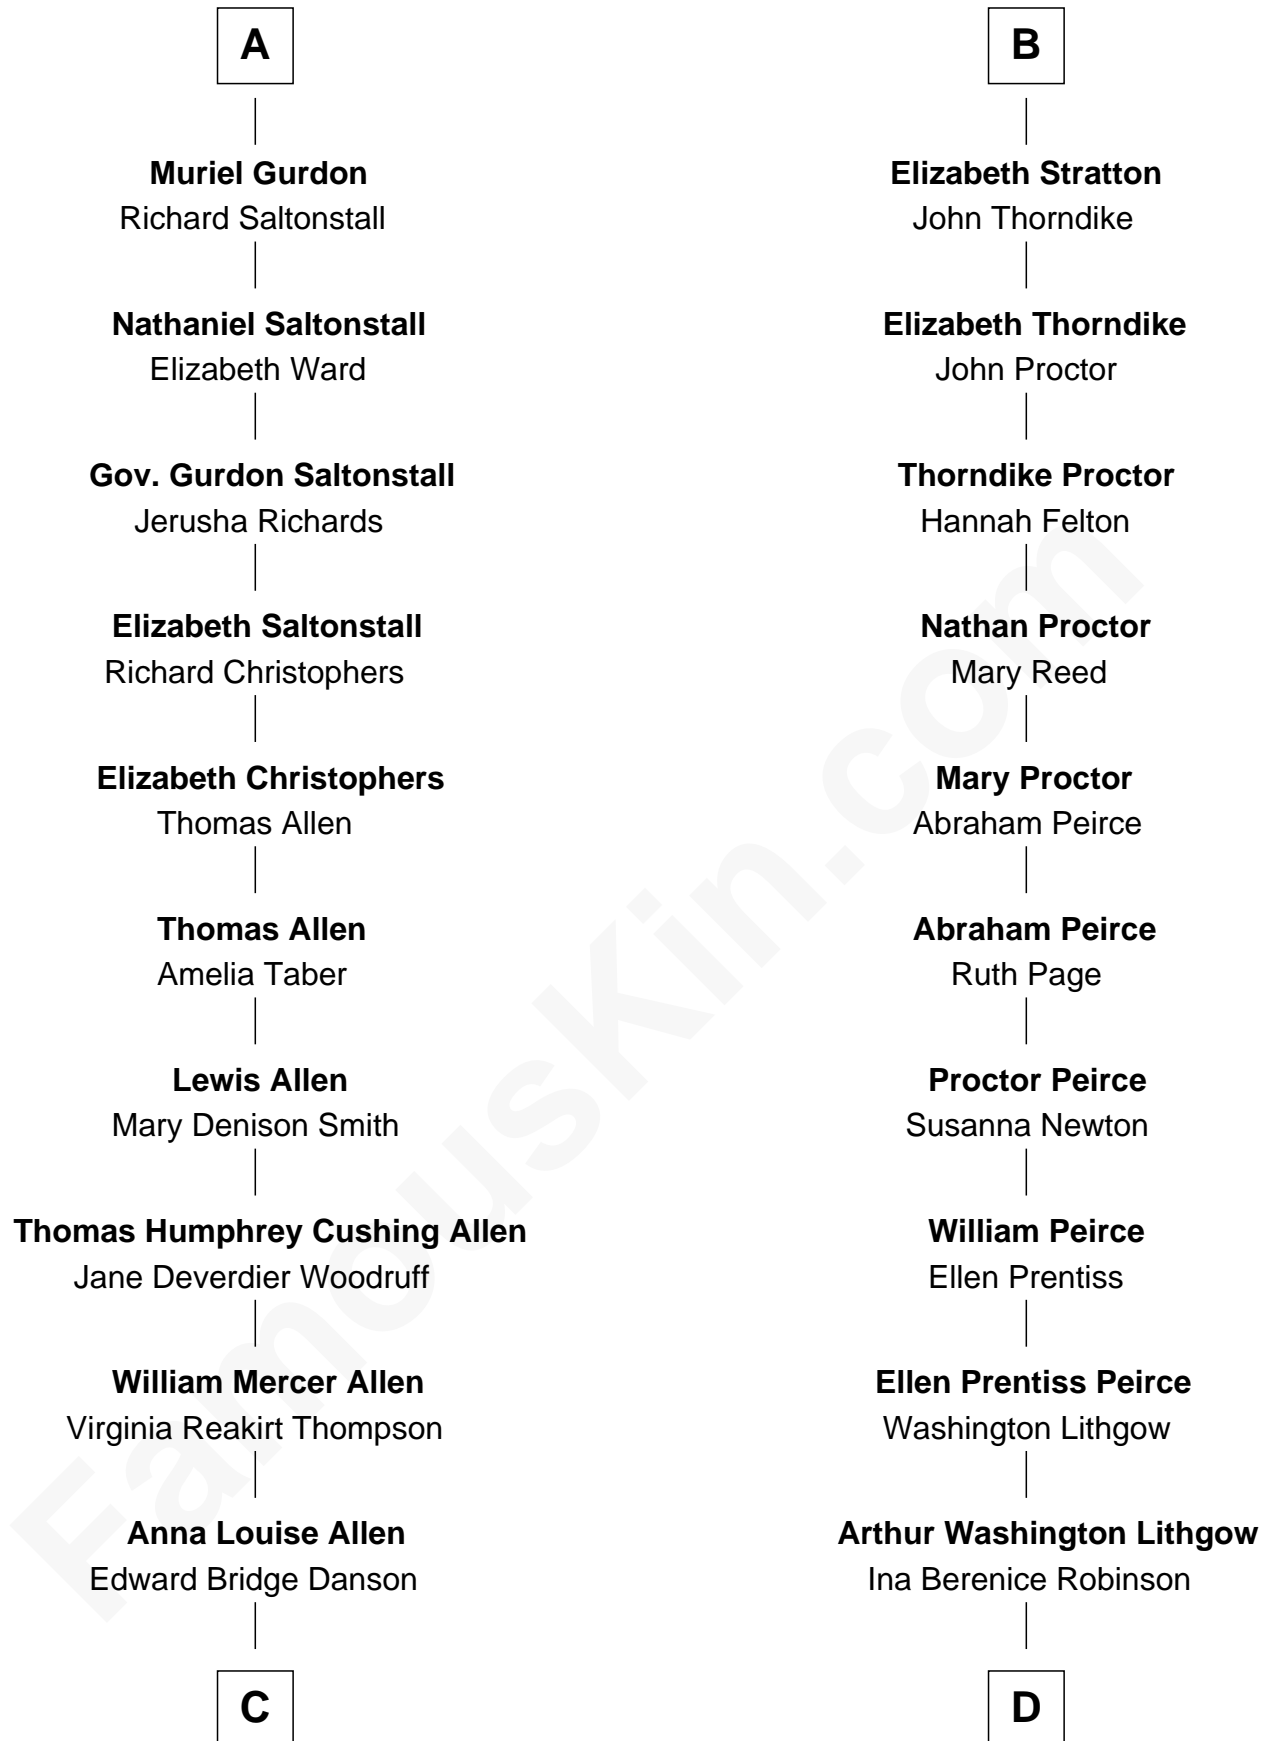 A
Muriel Gurdon
Richard Saltonstall
Nathaniel Saltonstall
Elizabeth Ward
Gov. Gurdon Saltonstall
Jerusha Richards
Elizabeth Saltonstall
Richard Christophers
Elizabeth Christophers
Thomas Allen
Thomas Allen
Amelia Taber
Lewis Allen
Mary Denison Smith
Thomas Humphrey Cushing Allen
Jane Deverdier Woodruff
William Mercer Allen
Virginia Reakirt Thompson
Anna Louise Allen
Edward Bridge Danson
C
B
Elizabeth Stratton
John Thorndike
Elizabeth Thorndike
John Proctor
Thorndike Proctor
Hannah Felton
Nathan Proctor
Mary Reed
Mary Proctor
Abraham Peirce
Abraham Peirce
Ruth Page
Proctor Peirce
Susanna Newton
William Peirce
Ellen Prentiss
Ellen Prentiss Peirce
Washington Lithgow
Arthur Washington Lithgow
Ina Berenice Robinson
D
FamousKin.com